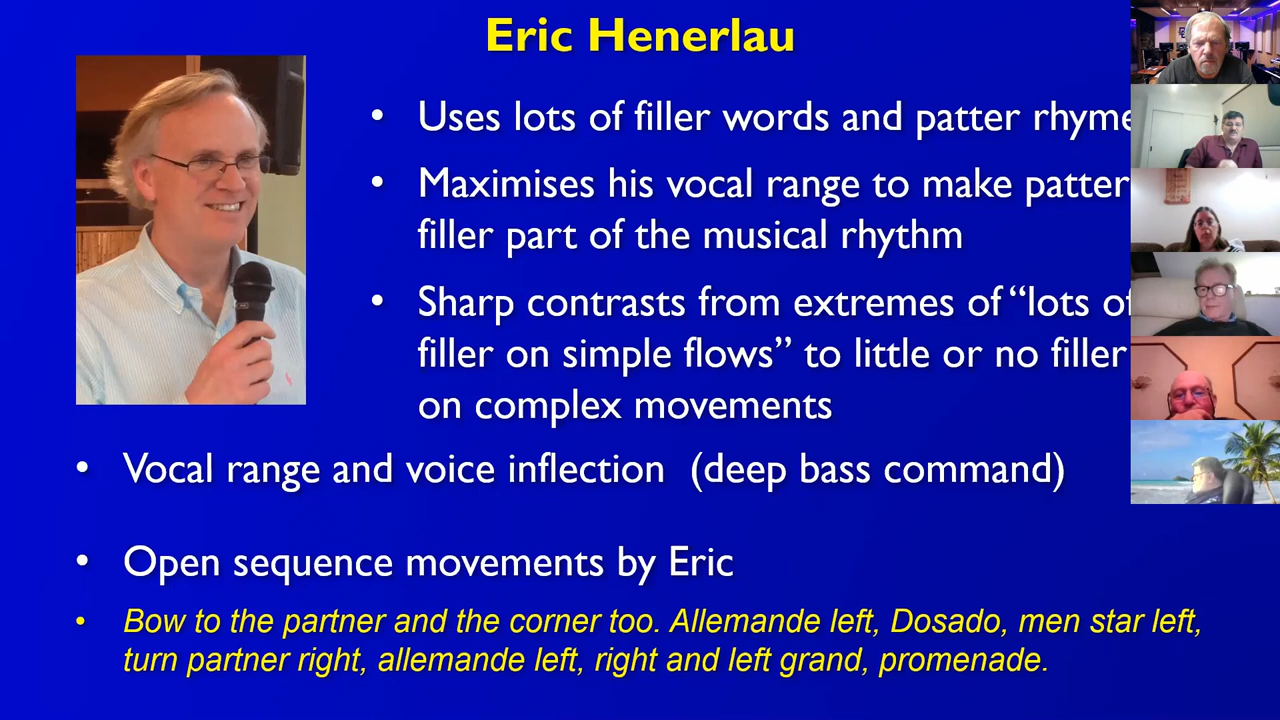 Eric Henerlau
• Uses lots of filler words and patter rhyme
• Maximises his vocal range to make patter
filler part of the musical rhythm
• Sharp contrasts from extremes of “lots of
filler on simple flows” to little or no filler
on complex movements
• Vocal range and voice inflection (deep bass command)
• Open sequence movements by Eric
• Bow to the partner and the corner too. Allemande left, Dosado, men star left,
turn partner right, allemande left, right and left grand, promenade.